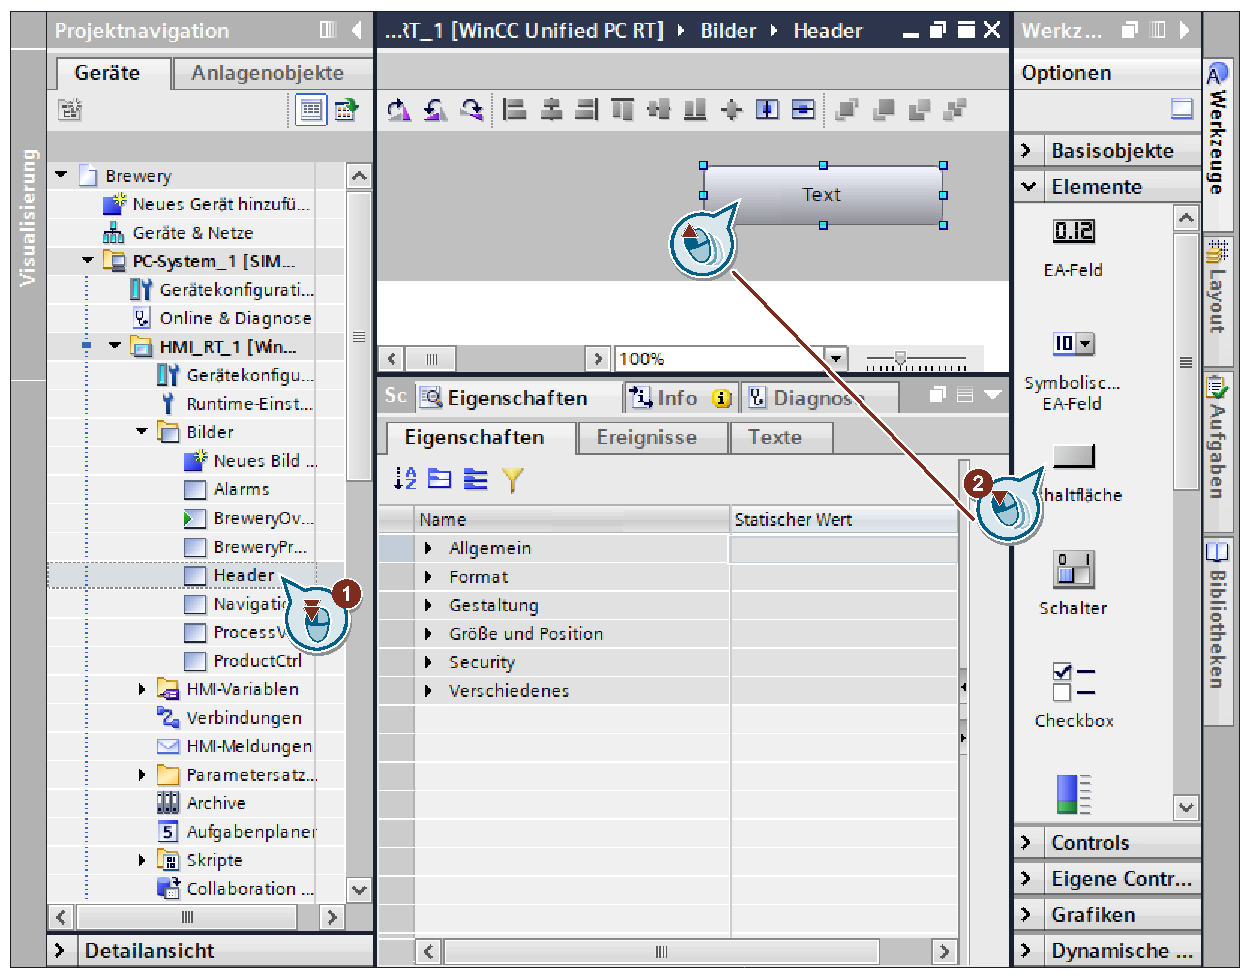 Visualisierung
Projektnavigation
Geräte
Anlagenobjekte
Brewery
Neues Gerät hinzufü...
Geräte & Netze
PC-System_1 [SIM...
Gerätekonfigurati...
Online & Diagnose
HMI_RT_1 [Win...
Gerätekonfigu...
Runtime-Einst...
Bilder
Neues Bild ...
Alarms
BreweryOv...
BreweryPr...
Header
1
ProductCtrl
HMI-Variablen
Verbindungen
HMI-Meldungen
Parametersatz...
Archive
Aufgabenplaner
Skripte
Collaboration ...
Detailansicht
...RT_1 [WinCC Unified PC RT] Bilder Header
Text
100%
Sc
Eigenschaften
Info
Diagnose
Eigenschaften
Ereignisse
Texte
Name
Statischer Wert
Allgemein
Format
Gestaltung
Größe und Position
Security
Verschiedenes
Werkz...
Optionen
Basisobjekte
Elemente
0.12
EA-Feld
10
Symbolisc...
EA-Feld
2
haltfläche
0 1
Schalter
Checkbox
Controls
Eigene Contr...
Grafiken
Dynamische ...
Werkzeuge
Layout
Aufgaben
Bibliotheken